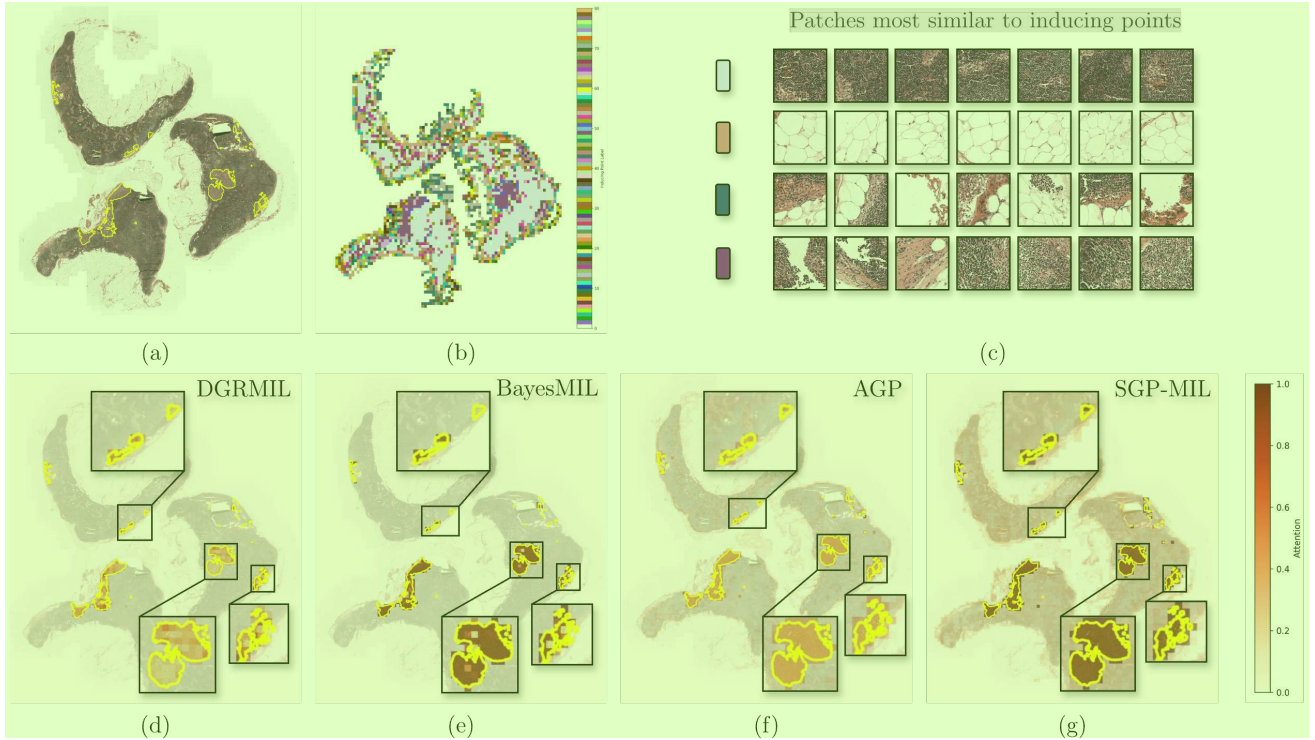 Patches most similar to inducing points
(a)
(b)
(c)
DGRMIL
BayesMIL
AGP
SGP-MIL
1.0
0.8
0.6
0.4
0.2
0.0
Attention
(d)
(e)
(f)
(g)